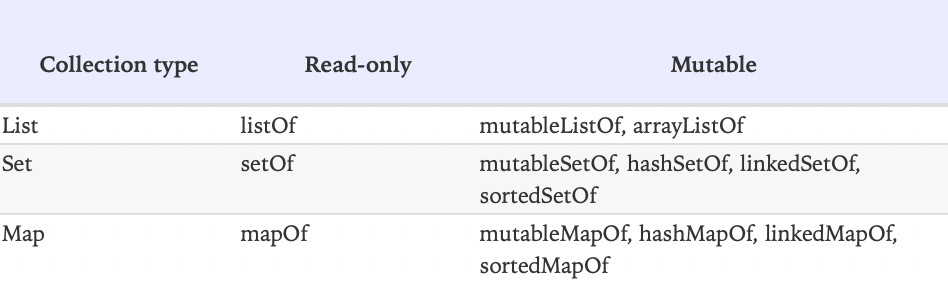 Collection type Read-only Mutable
List listOf mutableListOf, arrayListOf
Set setOf mutableSetOf, hashSetOf, linkedSetOf,
sortedSetOf
Map mapOf mutableMapOf, hashMapOf, linkedMapOf,
sortedMapOf